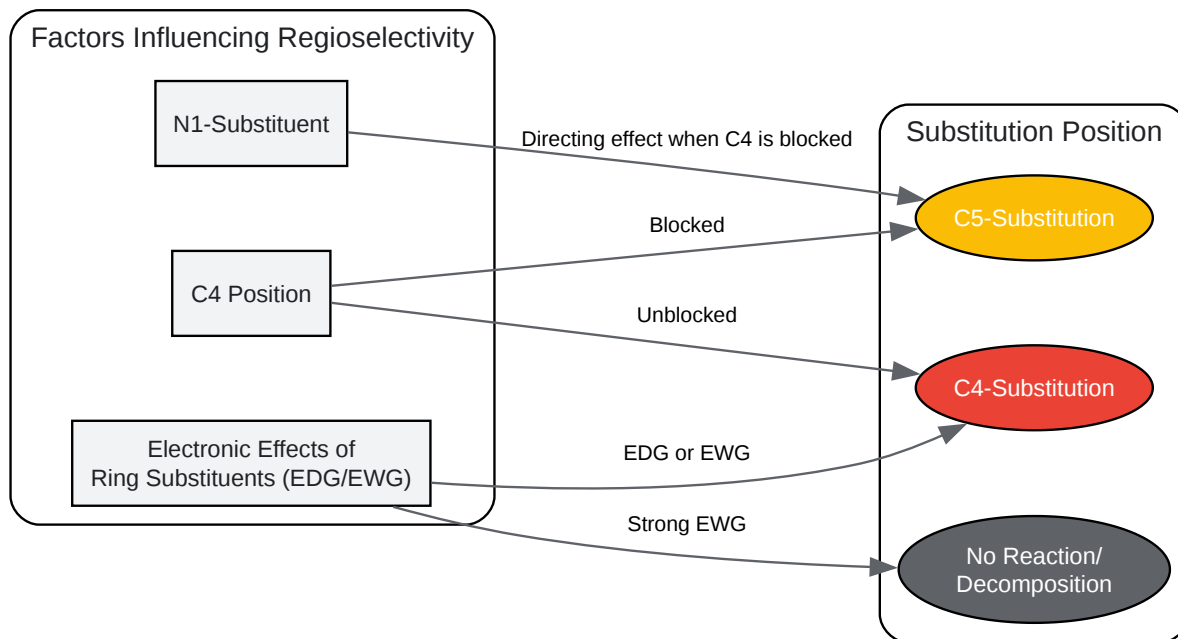 Factors Influencing Regioselectivity
N1-Substituent
C4 Position
Electronic Effects of
Ring Substituents (EDG/EWG)
Directing effect when C4 is blocked
Blocked
Unblocked
EDG or EWG
Strong EWG
Substitution Position
C5-Substitution
C4-Substitution
No Reaction/
Decomposition